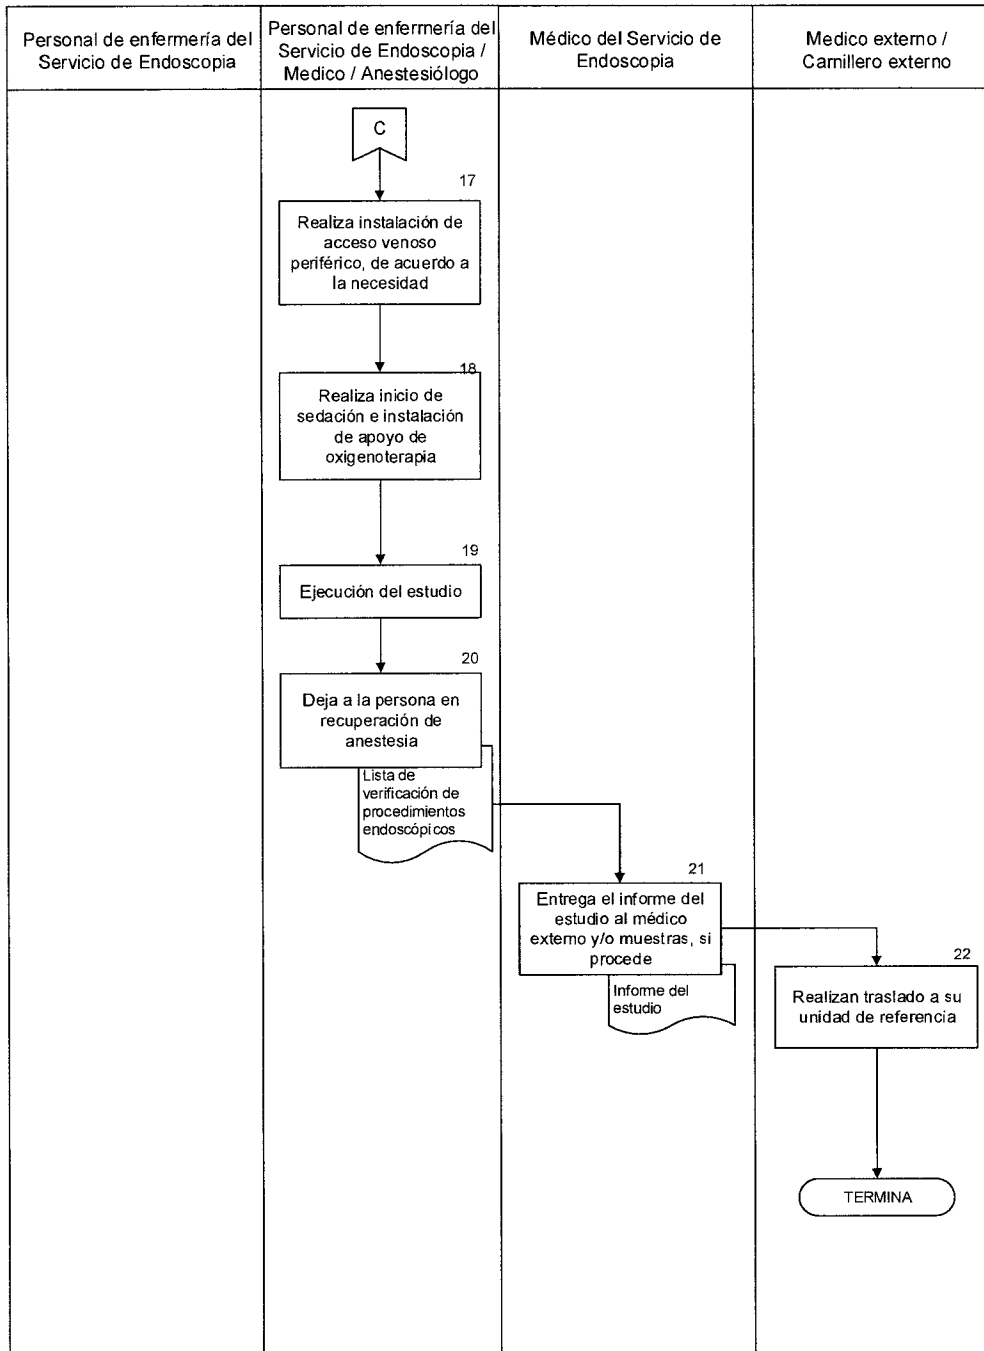 Personal de enfermería del
Servicio de Endoscopia
Personal de enfermería del
Servicio de Endoscopia /
Medico / Anestesiólogo
Médico del Servicio de
Endoscopia
Medico externo /
Camillero externo
C
17
Realiza instalación de
acceso venoso
periférico, de acuerdo a
la necesidad
18
Realiza inicio de
sedación e instalación
de apoyo de
oxigenoterapia
19
Ejecución del estudio
20
Deja a la persona en
recuperación de
anestesia
Lista de
verificación de
procedimientos
endoscópicos
21
Entrega el informe del
estudio al médico
externo y/o muestras, si
procede
Informe del
estudio
22
Realizan traslado a su
unidad de referencia
TERMINA